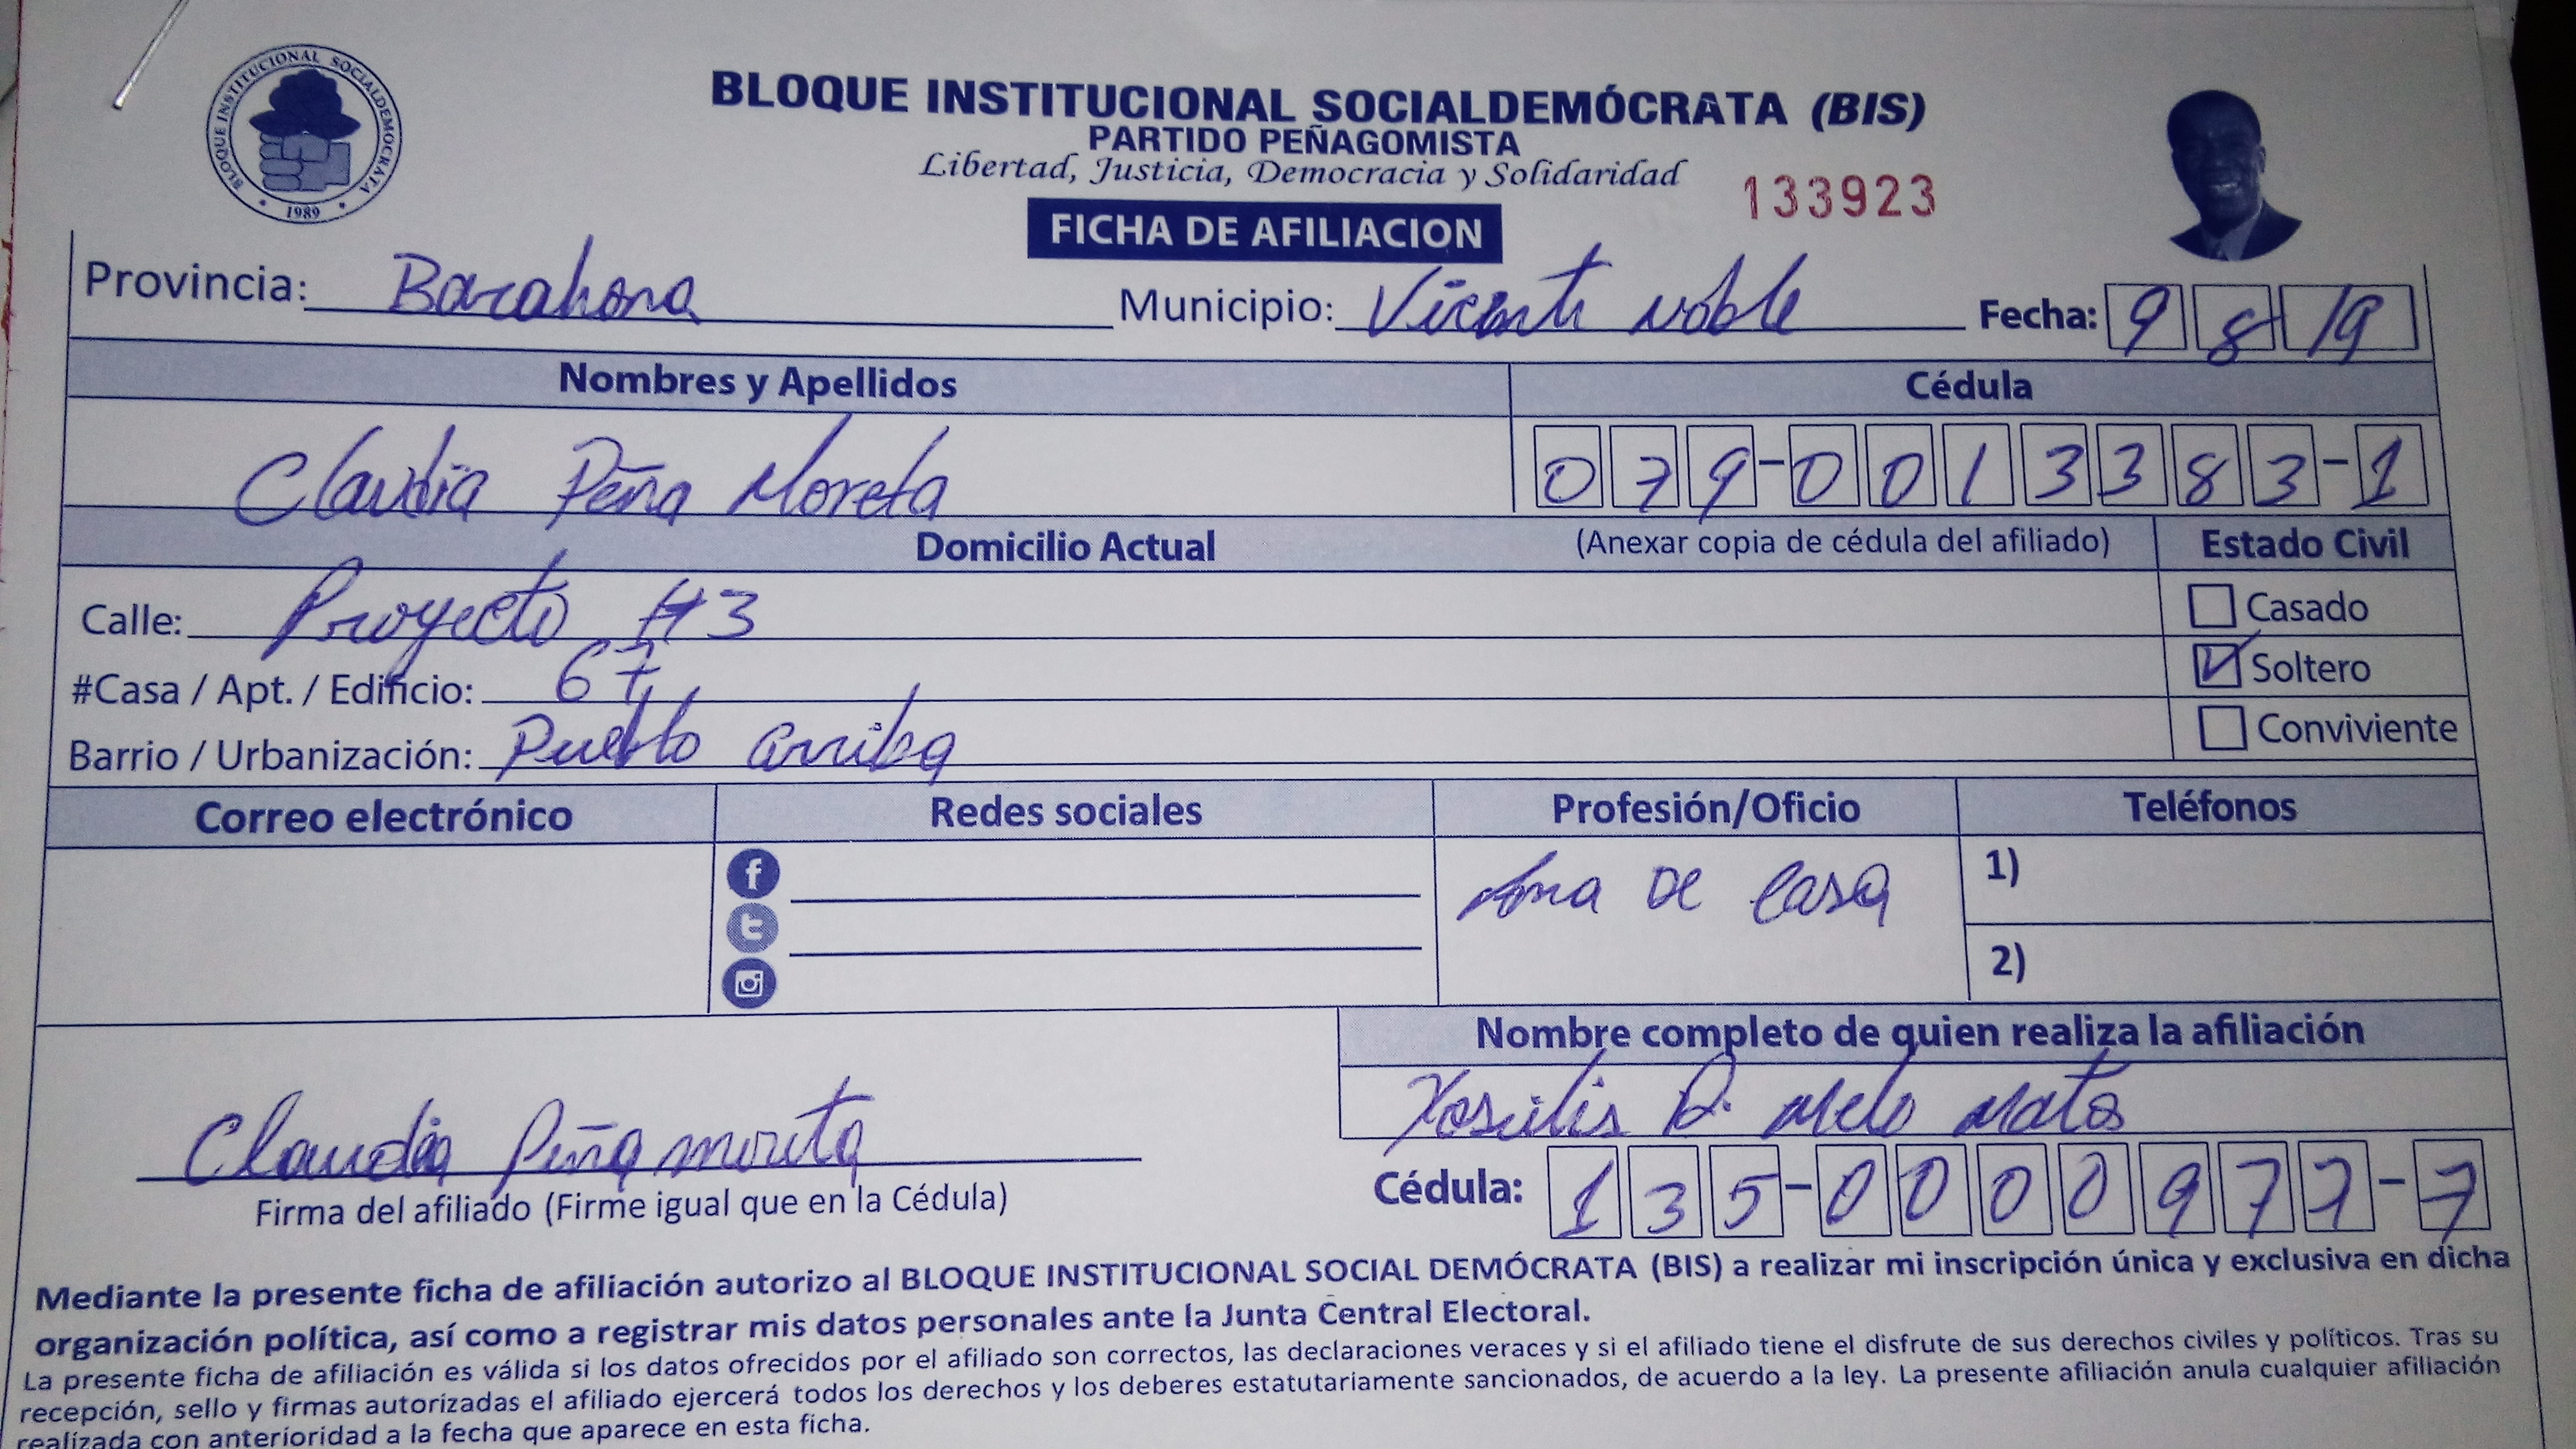 BLOQUE INSTITUCIONAL SOCIALDEMOCRATA
1989
BLOQUE INSTITUCIONAL SOCIALDEMÓCRATA (BIS)
PARTIDO PEÑAGOMISTA
Libertad, Justicia, Democracia y Solidaridad
133923
FICHA DE AFILIACION
Provincia: Barahona Municipio: Vicente noble Fecha: 9 8 19
Nombres y Apellidos Cédula
Claudia Peña Moreta 079-0013383-1
Domicilio Actual (Anexar copia de cédula del afiliado) Estado Civil
Calle: Proyecto #3 Casado
#Casa / Apt. / Edificio: 67 Soltero
Barrio / Urbanización: Pueblo arriba Conviviente
Correo electrónico Redes sociales Profesión/Oficio Teléfonos
Ama De Casa 1)
2)
Nombre completo de quien realiza la afiliación
D. Melo Matos
Claudia Peña moreta
Cédula: 135-0000977-7
Firma del afiliado (Firme igual que en la Cédula)
Mediante la presente ficha de afiliación autorizo al BLOQUE INSTITUCIONAL SOCIAL DEMÓCRATA (BIS) a realizar mi inscripción única y exclusiva en dicha
organización política, así como a registrar mis datos personales ante la Junta Central Electoral.
La presente ficha de afiliación es válida si los datos ofrecidos por el afiliado son correctos, las declaraciones veraces y si el afiliado tiene el disfrute de sus derechos civiles y políticos. Tras su
recepción, sello y firmas autorizadas el afiliado ejercerá todos los derechos y los deberes estatutariamente sancionados, de acuerdo a la ley. La presente afiliación anula cualquier afiliación
realizada con anterioridad a la fecha que aparece en esta ficha.